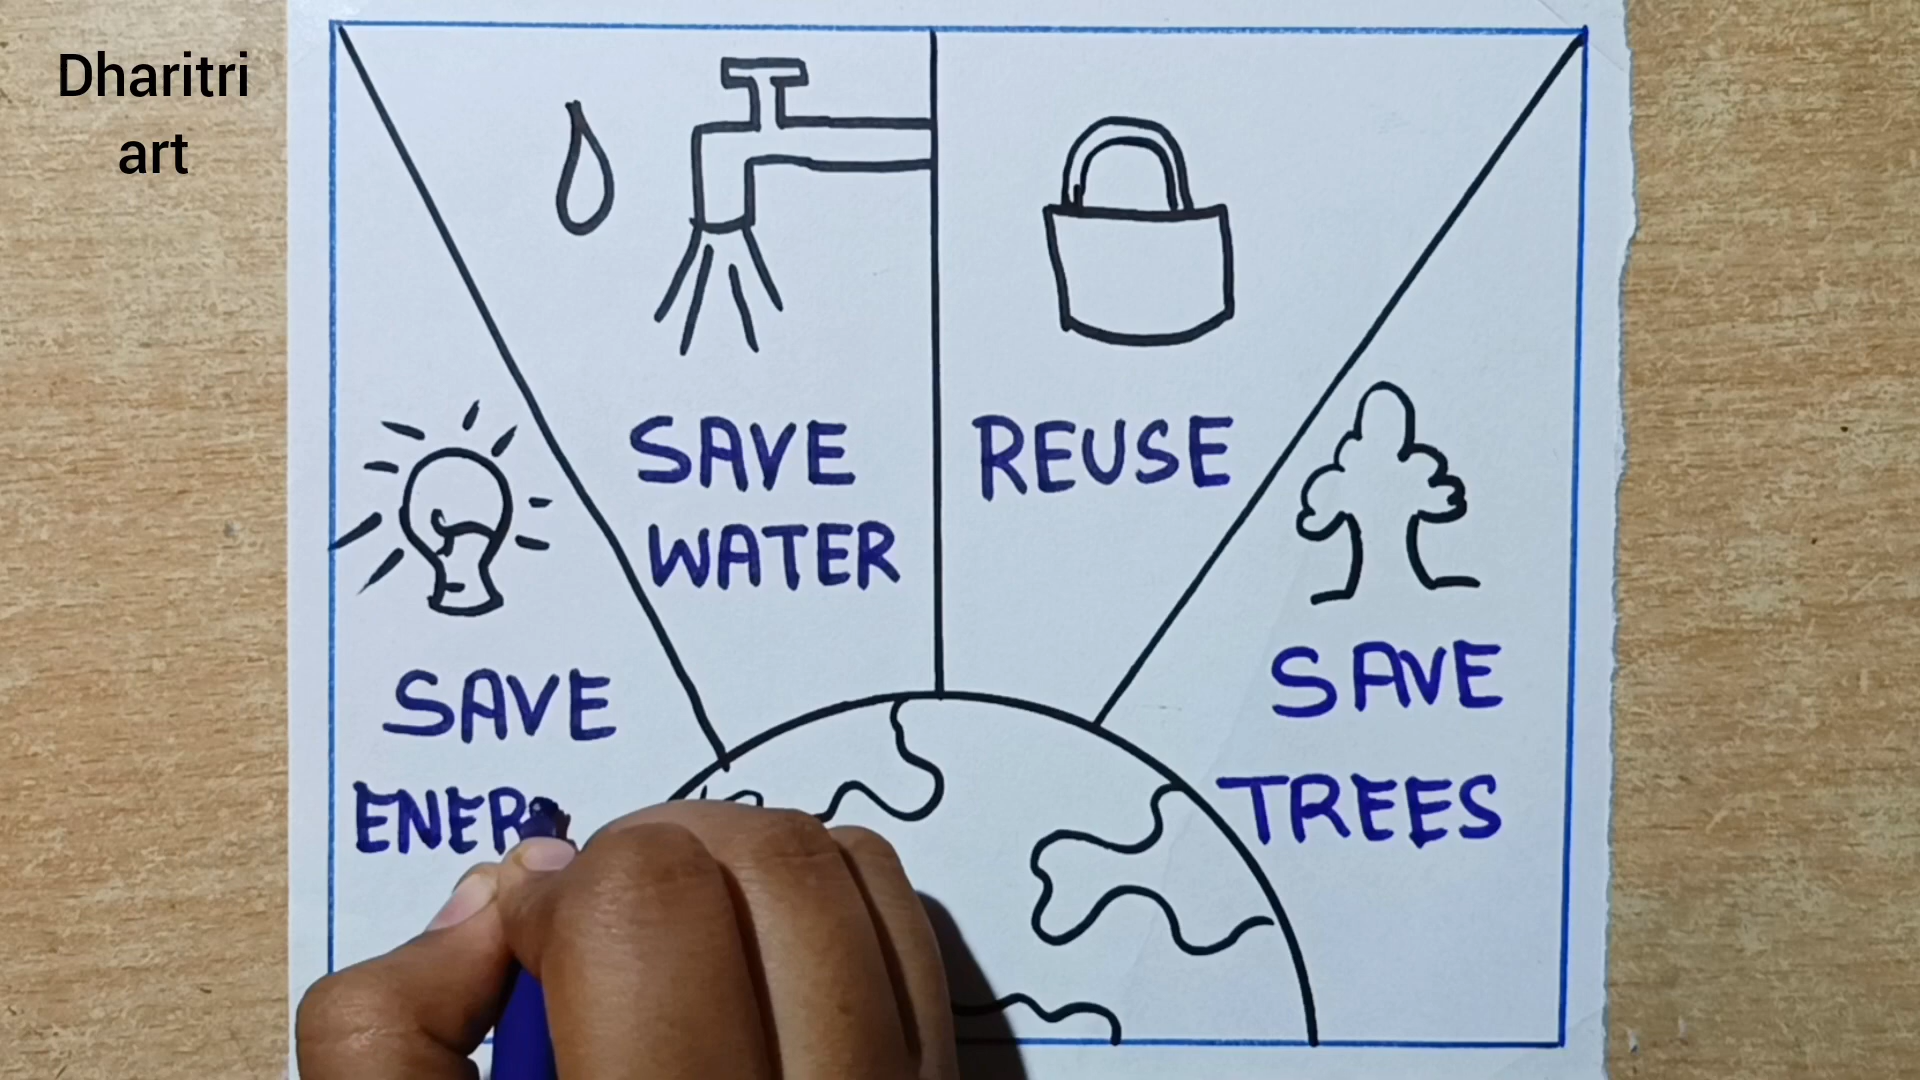 Dharitri
art
SAVE
WATER
REUSE
SAVE
TREES
SAVE
ENER